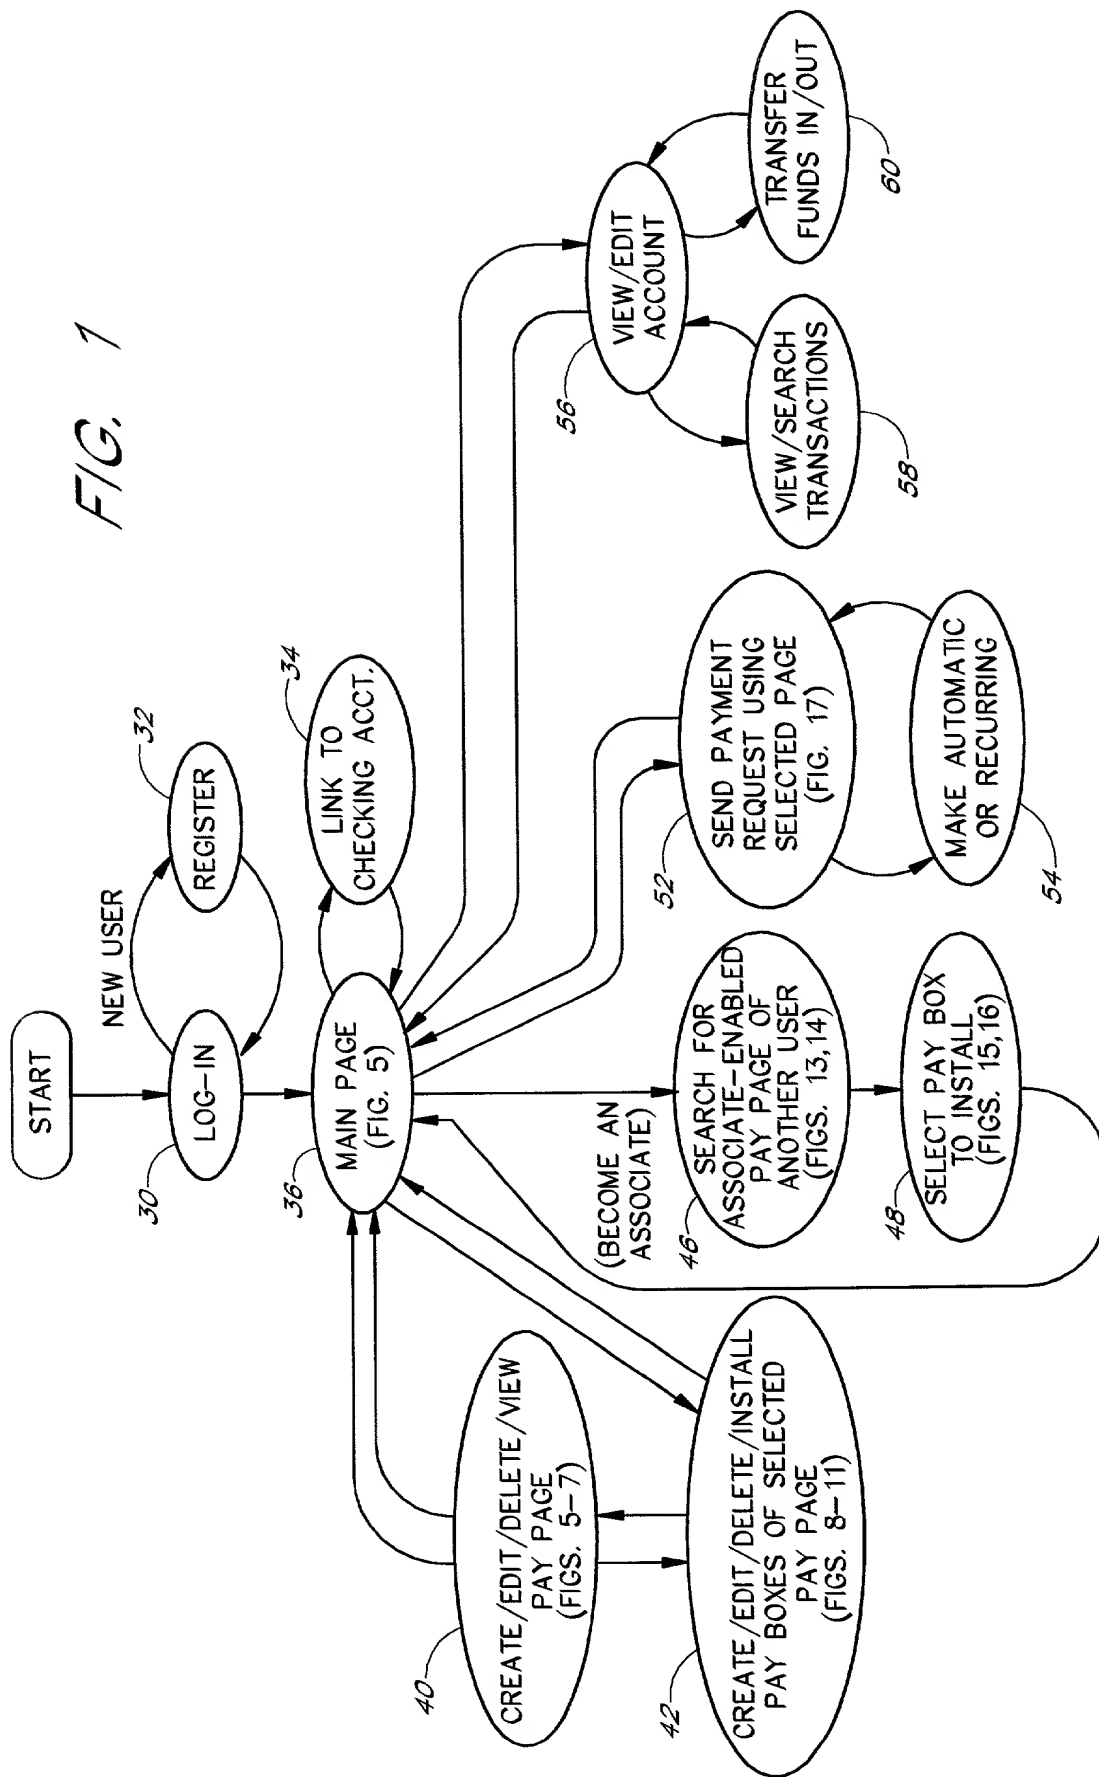 FIG. 1
START
NEW USER
30
LOG-IN
32
REGISTER
34
LINK TO
CHECKING ACCT.
36
MAIN PAGE
(FIG. 5)
40
CREATE/EDIT/DELETE/VIEW
PAY PAGE
(FIGS. 5-7)
42
CREATE/EDIT/DELETE/INSTALL
PAY BOXES OF SELECTED
PAY PAGE
(FIGS. 8-11)
(BECOME AN
ASSOCIATE)
46
SEARCH FOR
ASSOCIATE-ENABLED
PAY PAGE OF
ANOTHER USER
(FIGS. 13,14)
48
SELECT PAY BOX
TO INSTALL
(FIGS. 15,16)
52
SEND PAYMENT
REQUEST USING
SELECTED PAGE
(FIG. 17)
54
MAKE AUTOMATIC
OR RECURRING
56
VIEW/EDIT
ACCOUNT
58
VIEW/SEARCH
TRANSACTIONS
60
TRANSFER
FUNDS IN/OUT